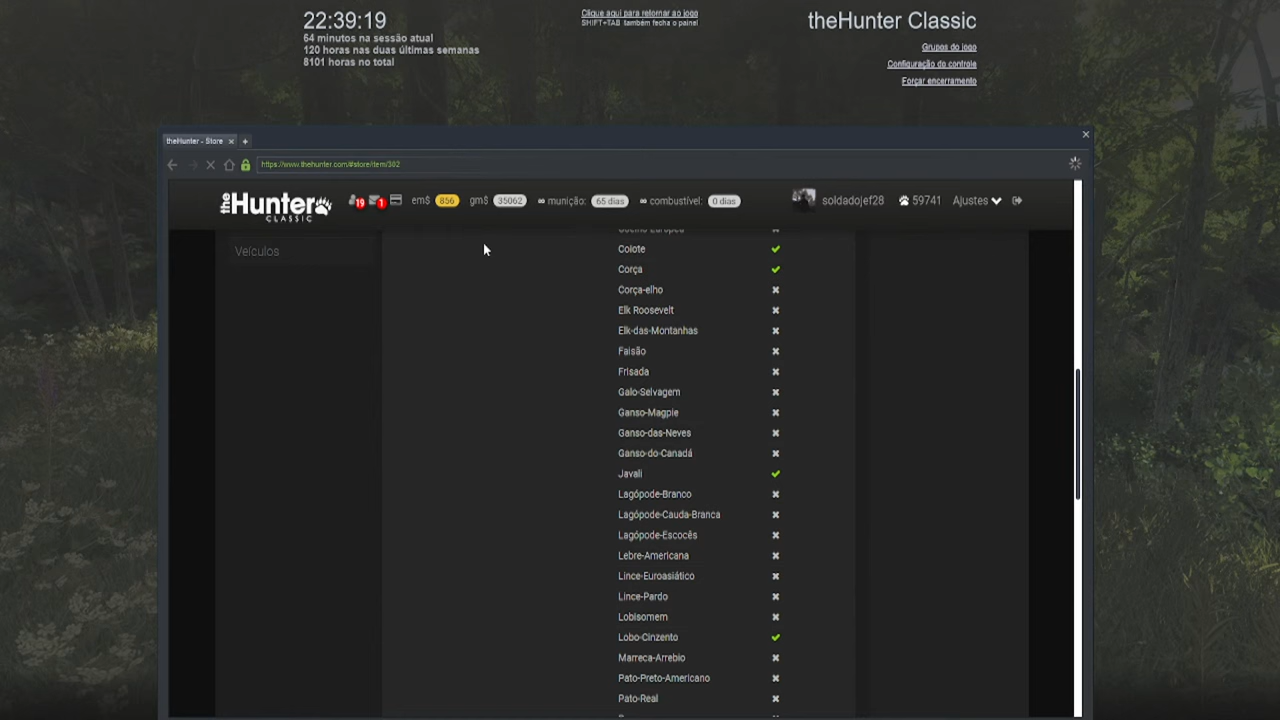 22:39:19
64 minutos na sessão atual
120 horas nas duas últimas semanas
8101 horas no total
Clique aqui para retornar ao jogo
SHIFT+TAB também fecha o painel
theHunter Classic
Grupos do jogo
Configuração do controle
Forçar encerramento
theHunter - Store
https://www.thehunter.com/#store/item/302
theHunter CLASSIC
19
1
em$ 856
gm$ 35062
∞ munição: 65 dias
∞ combustível: 0 dias
soldadojef28
59741
Ajustes
Veículos
Coelho Europeu
Coiote
Corça
Corça-elho
Elk Roosevelt
Elk-das-Montanhas
Faisão
Frisada
Galo-Selvagem
Ganso-Magpie
Ganso-das-Neves
Ganso-do-Canadá
Javali
Lagópode-Branco
Lagópode-Cauda-Branca
Lagópode-Escocês
Lebre-Americana
Lince-Euroasiático
Lince-Pardo
Lobisomem
Lobo-Cinzento
Marreca-Arrebio
Pato-Preto-Americano
Pato-Real